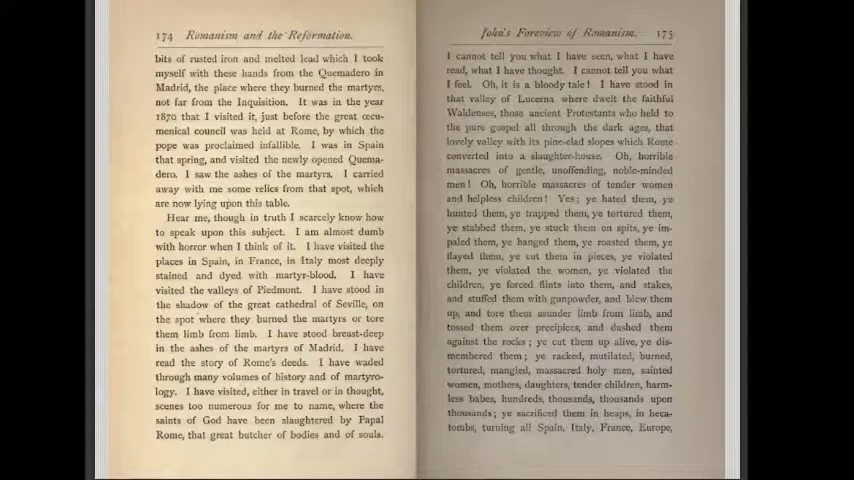 174 Romanism and the Reformation.
bits of rusted iron and melted lead which I took
myself with these hands from the Quemadero in
Madrid, the place where they burned the martyrs,
not far from the Inquisition. It was in the year
1870 that I visited it, just before the great œcu-
menical council was held at Rome, by which the
pope was proclaimed infallible. I was in Spain
that spring, and visited the newly opened Quema-
dero. I saw the ashes of the martyrs. I carried
away with me some relics from that spot, which
are now lying upon this table.
Hear me, though in truth I scarcely know how
to speak upon this subject. I am almost dumb
with horror when I think of it. I have visited the
places in Spain, in France, in Italy most deeply
stained and dyed with martyr-blood. I have
visited the valleys of Piedmont. I have stood in
the shadow of the great cathedral of Seville, on
the spot where they burned the martyrs or tore
them limb from limb. I have stood breast-deep
in the ashes of the martyrs of Madrid. I have
read the story of Rome's deeds. I have waded
through many volumes of history and of martyro-
logy. I have visited, either in travel or in thought,
scenes too numerous for me to name, where the
saints of God have been slaughtered by Papal
Rome, that great butcher of bodies and of souls.
John's Foreview of Romanism. 175
I cannot tell you what I have seen, what I have
read, what I have thought. I cannot tell you what
I feel. Oh, it is a bloody tale! I have stood in
that valley of Lucerna where dwelt the faithful
Waldenses, those ancient Protestants who held to
the pure gospel all through the dark ages, that
lovely valley with its pine-clad slopes which Rome
converted into a slaughter-house. Oh, horrible
massacres of gentle, unoffending, noble-minded
men! Oh, horrible massacres of tender women
and helpless children! Yes; ye hated them, ye
hunted them, ye trapped them, ye tortured them,
ye stabbed them, ye stuck them on spits, ye im-
paled them, ye hanged them, ye roasted them, ye
flayed them, ye cut them in pieces, ye violated
them, ye violated the women, ye violated the
children, ye forced flints into them, and stakes,
and stuffed them with gunpowder, and blew them
up, and tore them asunder limb from limb, and
tossed them over precipices, and dashed them
against the rocks; ye cut them up alive, ye dis-
membered them; ye racked, mutilated, burned,
tortured, mangled, massacred holy men, sainted
women, mothers, daughters, tender children, harm-
less babes, hundreds, thousands, thousands upon
thousands; ye sacrificed them in heaps, in heca-
tombs, turning all Spain, Italy, France, Europe,